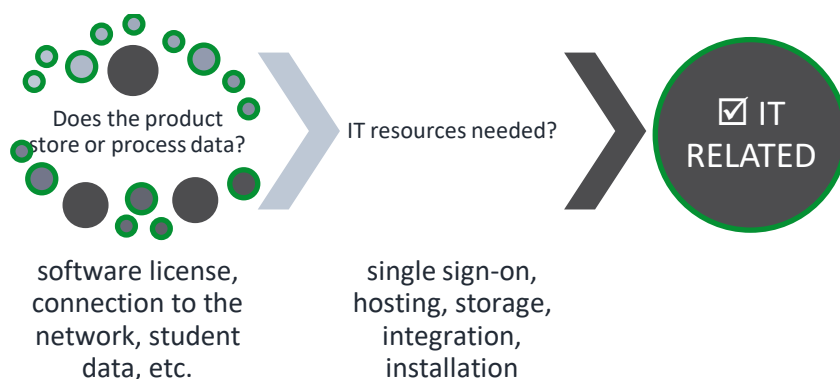 Does the product
store or process data?
IT resources needed?
☑ IT
RELATED
software license,
connection to the
network, student
data, etc.
single sign-on,
hosting, storage,
integration,
installation